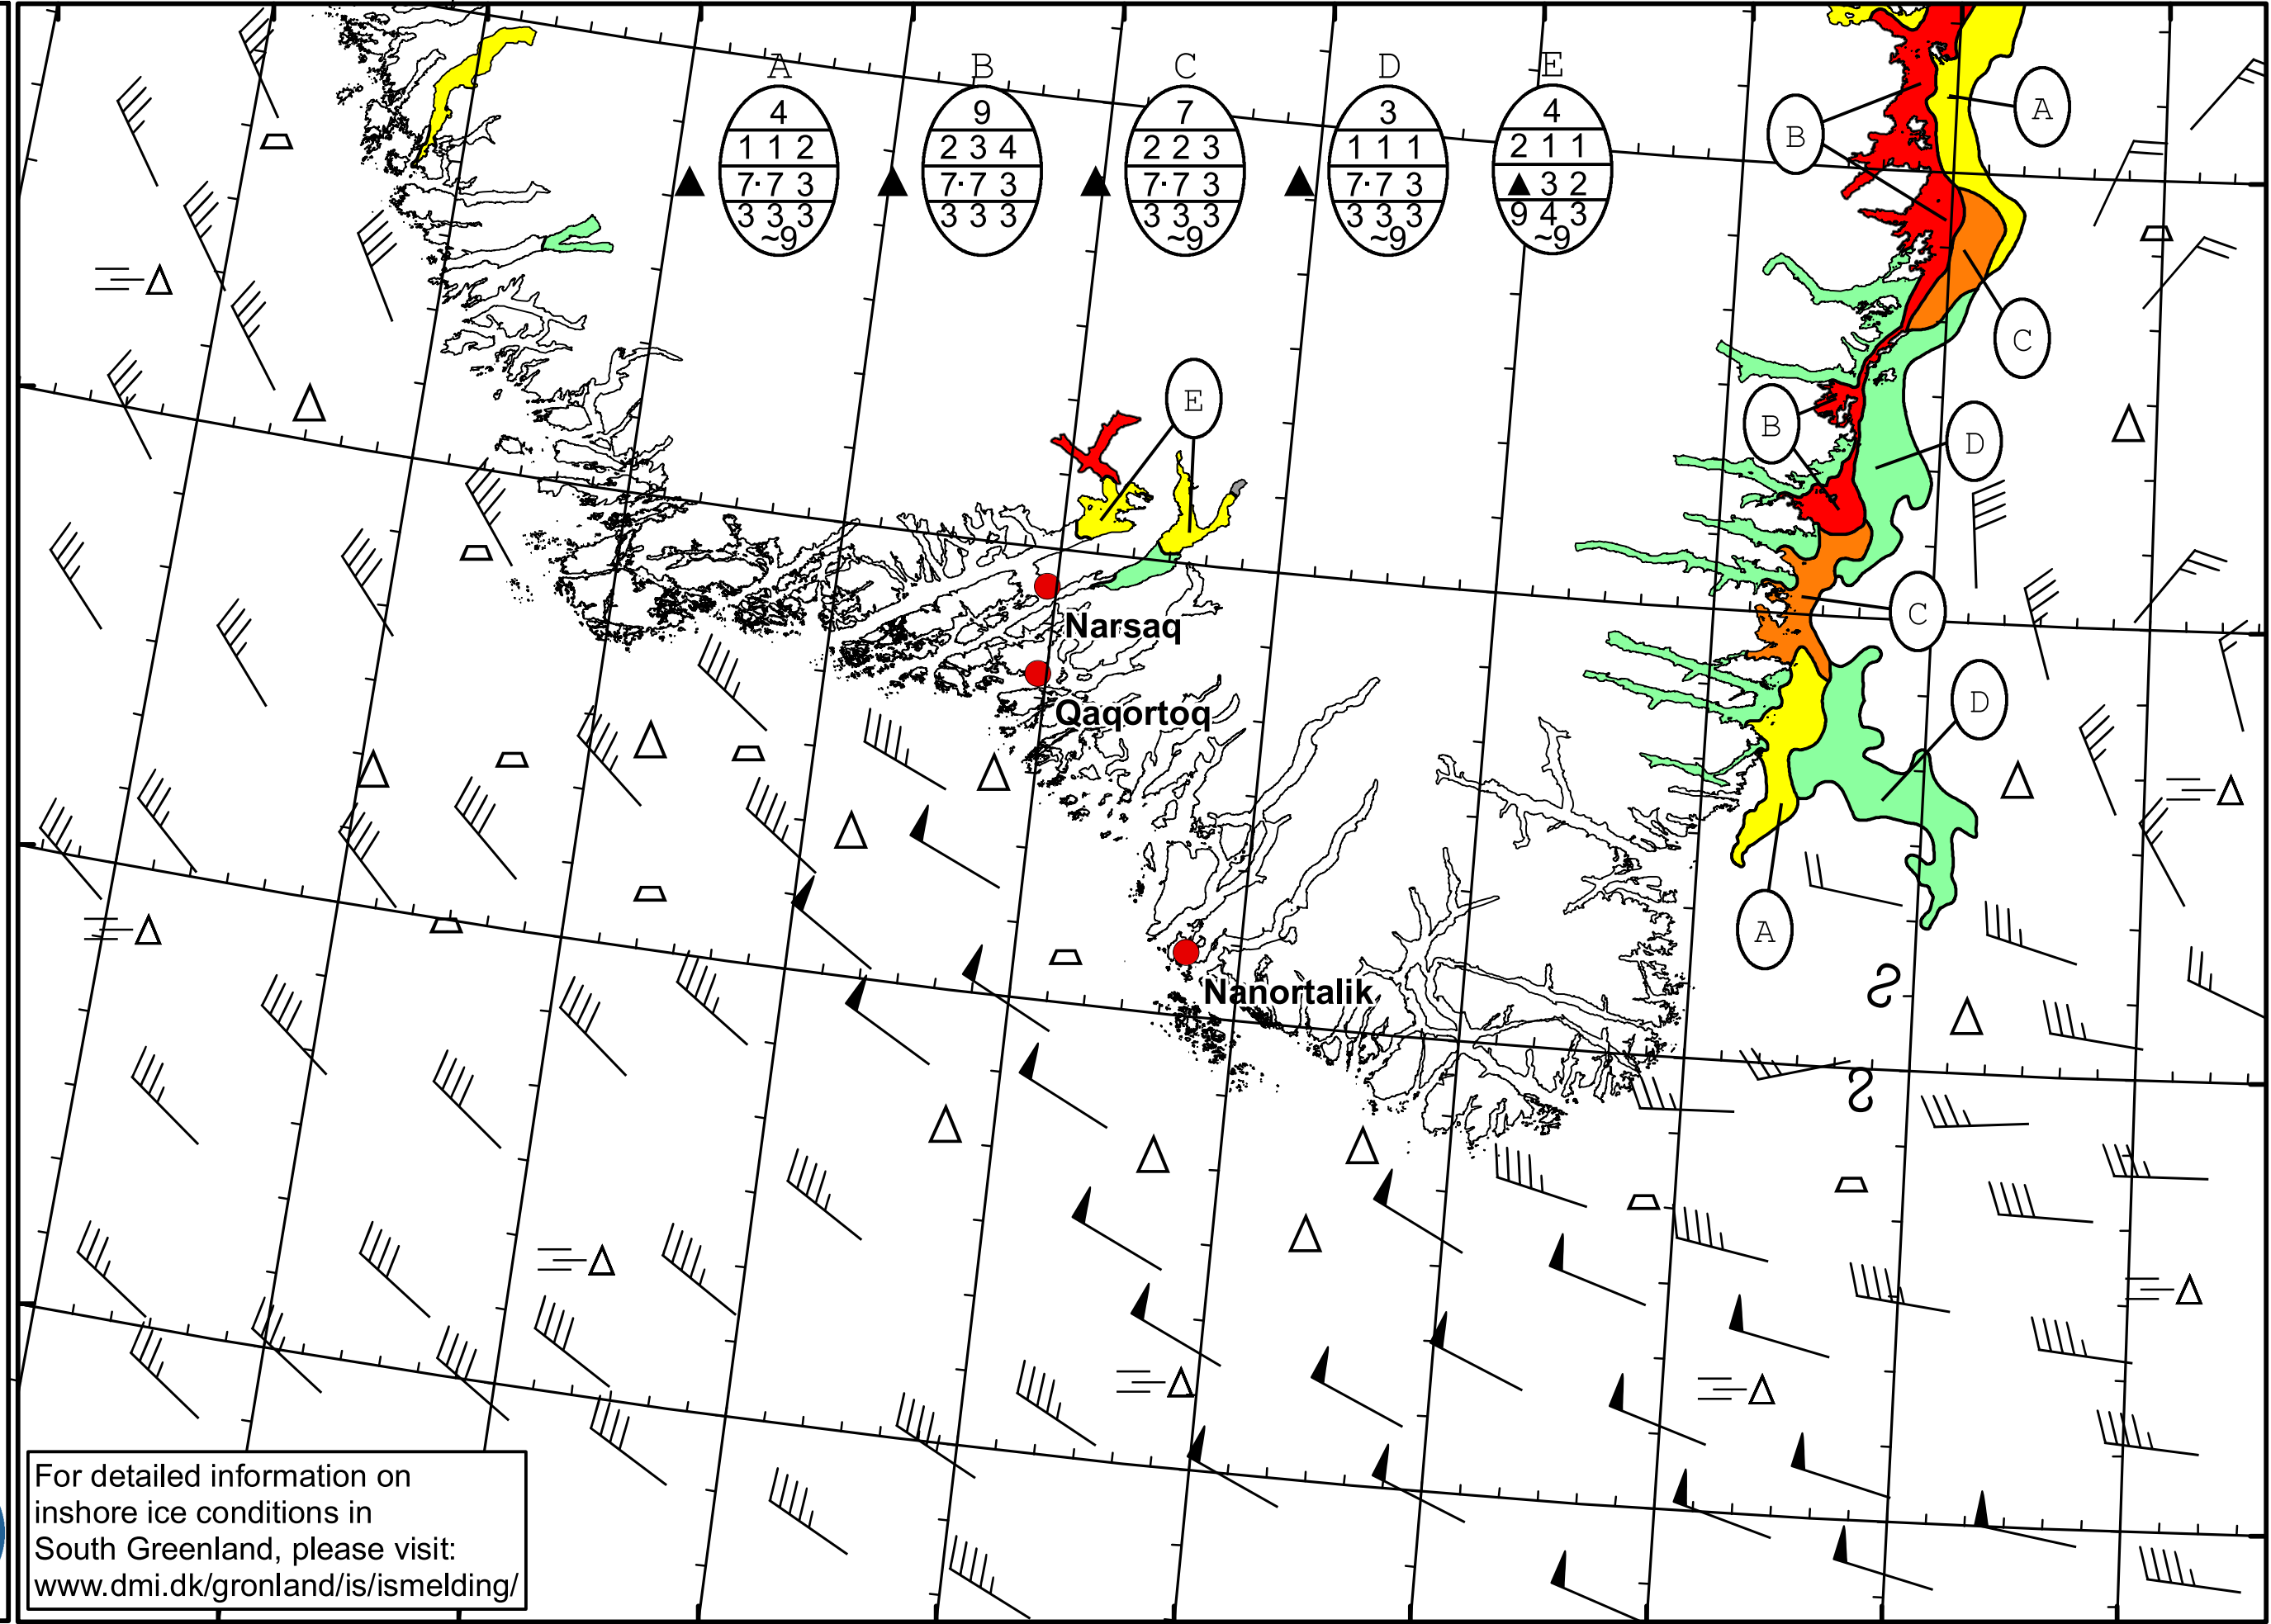 A B C D E
4 9 7 3 4
1 1 2 2 3 4 2 2 3 1 1 1 2 1 1
7·7 3 7·7 3 7·7 3 7·7 3 ▲ 3 2
3 3 3 3 3 3 3 3 3 3 3 3 9 4 3
~9 ~9 ~9 ~9
A
B
C
E
B
D
C
D
A
Narsaq
Qaqortoq
Nanortalik
For detailed information on
inshore ice conditions in
South Greenland, please visit:
www.dmi.dk/gronland/is/ismelding/